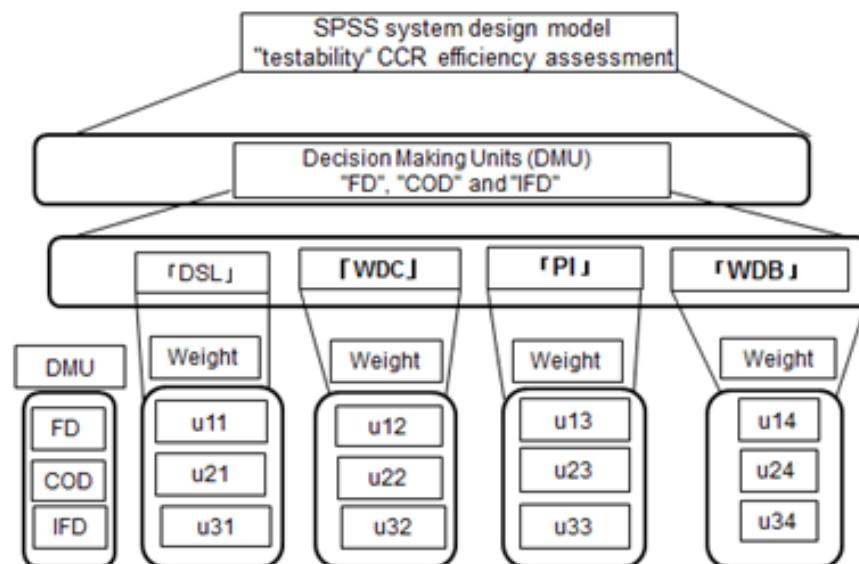 SPSS system design model
"testability" CCR efficiency assessment
Decision Making Units (DMU)
"FD", "COD" and "IFD"
「DSL」
「WDC」
「PI」
「WDB」
DMU
Weight
Weight
Weight
Weight
FD
u11
u12
u13
u14
COD
u21
u22
u23
u24
IFD
u31
u32
u33
u34